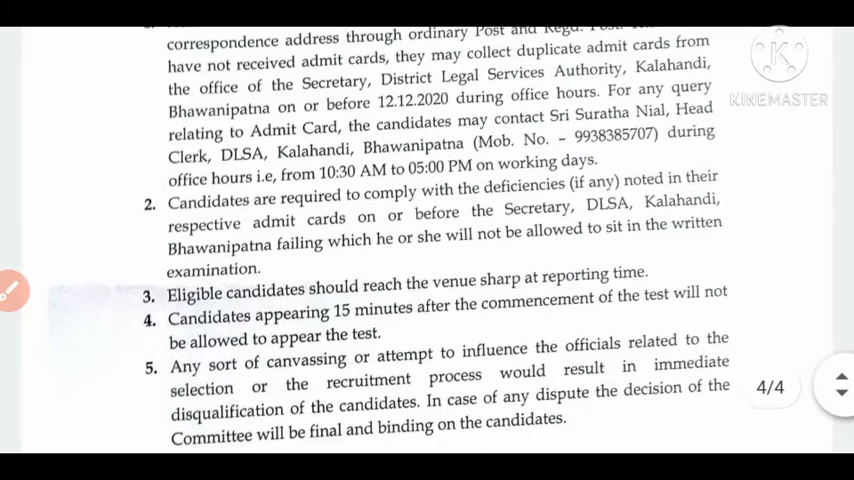 correspondence address through ordinary Post and Regd. Post.
have not received admit cards, they may collect duplicate admit cards from
the office of the Secretary, District Legal Services Authority, Kalahandi,
Bhawanipatna on or before 12.12.2020 during office hours. For any query
relating to Admit Card, the candidates may contact Sri Suratha Nial, Head
Clerk, DLSA, Kalahandi, Bhawanipatna (Mob. No. - 9938385707) during
office hours i.e, from 10:30 AM to 05:00 PM on working days.
2. Candidates are required to comply with the deficiencies (if any) noted in their
respective admit cards on or before the Secretary, DLSA, Kalahandi,
Bhawanipatna failing which he or she will not be allowed to sit in the written
examination.
3. Eligible candidates should reach the venue sharp at reporting time.
4. Candidates appearing 15 minutes after the commencement of the test will not
be allowed to appear the test.
5. Any sort of canvassing or attempt to influence the officials related to the
selection or the recruitment process would result in immediate
disqualification of the candidates. In case of any dispute the decision of the
Committee will be final and binding on the candidates.
4/4
K
KINEMASTER